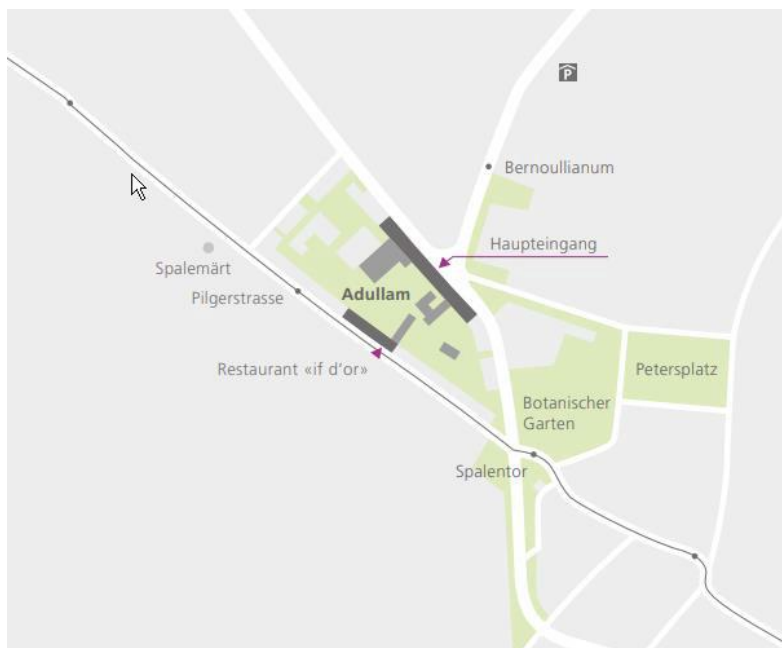 P
Bernoullianum
Haupteingang
Spalemärt
Pilgerstrasse
Adullam
Restaurant «if d'or»
Petersplatz
Botanischer
Garten
Spalentor